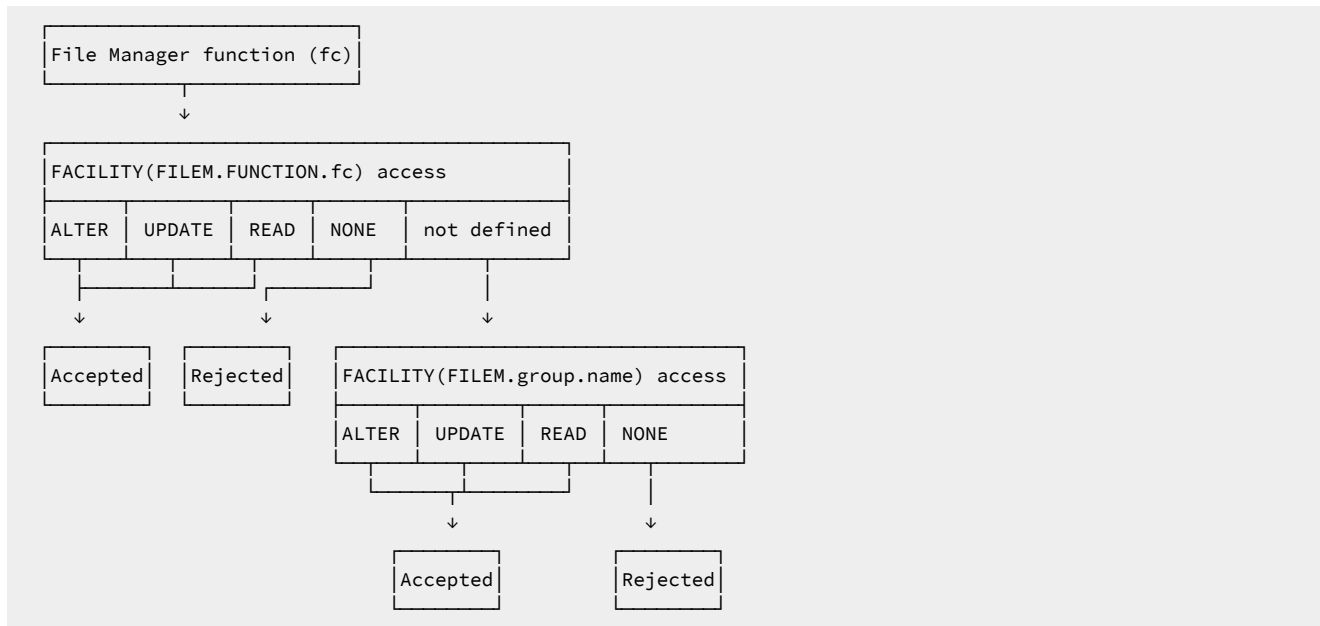 File Manager function (fc)
FACILITY(FILEM.FUNCTION.fc) access
ALTER UPDATE READ NONE not defined
Accepted Rejected FACILITY(FILEM.group.name) access
ALTER UPDATE READ NONE
Accepted Rejected